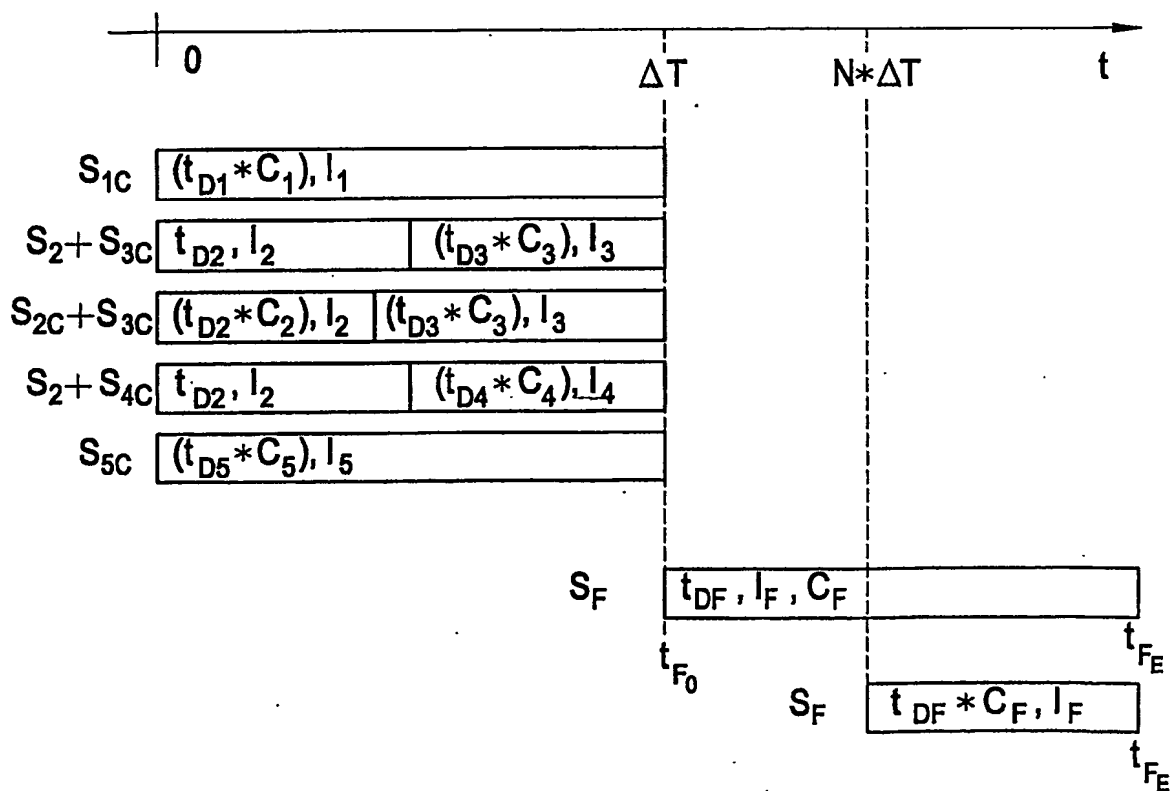 0 ΔT N*ΔT t
S1C (tD1*C1), I1
S2+S3C tD2, I2 (tD3*C3), I3
S2C+S3C (tD2*C2), I2 (tD3*C3), I3
S2+S4C tD2, I2 (tD4*C4), I4
S5C (tD5*C5), I5
SF tDF, IF, CF
tF0 tFE
SF tDF*CF, IF
tFE